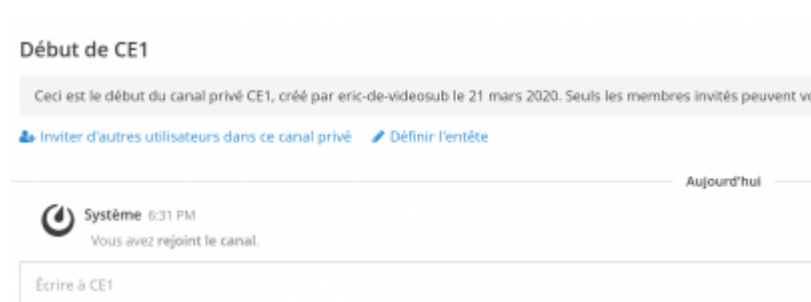 Début de CE1
Ceci est le début du canal privé CE1, créé par eric-de-videosub le 21 mars 2020. Seuls les membres invités peuvent
Inviter d'autres utilisateurs dans ce canal privé Définir l'entête
Aujourd'hui
Système 6:31 PM
Vous avez rejoint le canal.
Écrire à CE1